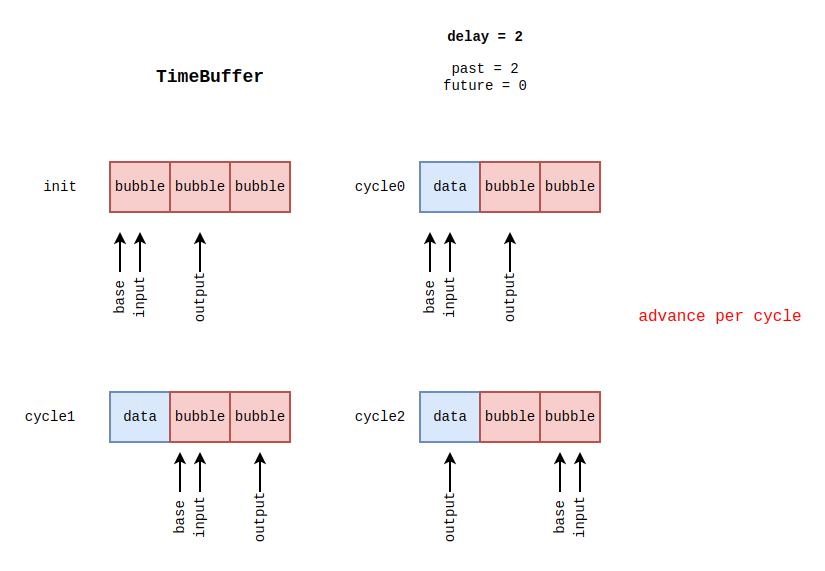 delay = 2
TimeBuffer
past = 2
future = 0
init
bubble bubble bubble
base
input
output
cycle0
data bubble bubble
base
input
output
advance per cycle
cycle1
data bubble bubble
base
input
output
cycle2
data bubble bubble
output
base
input